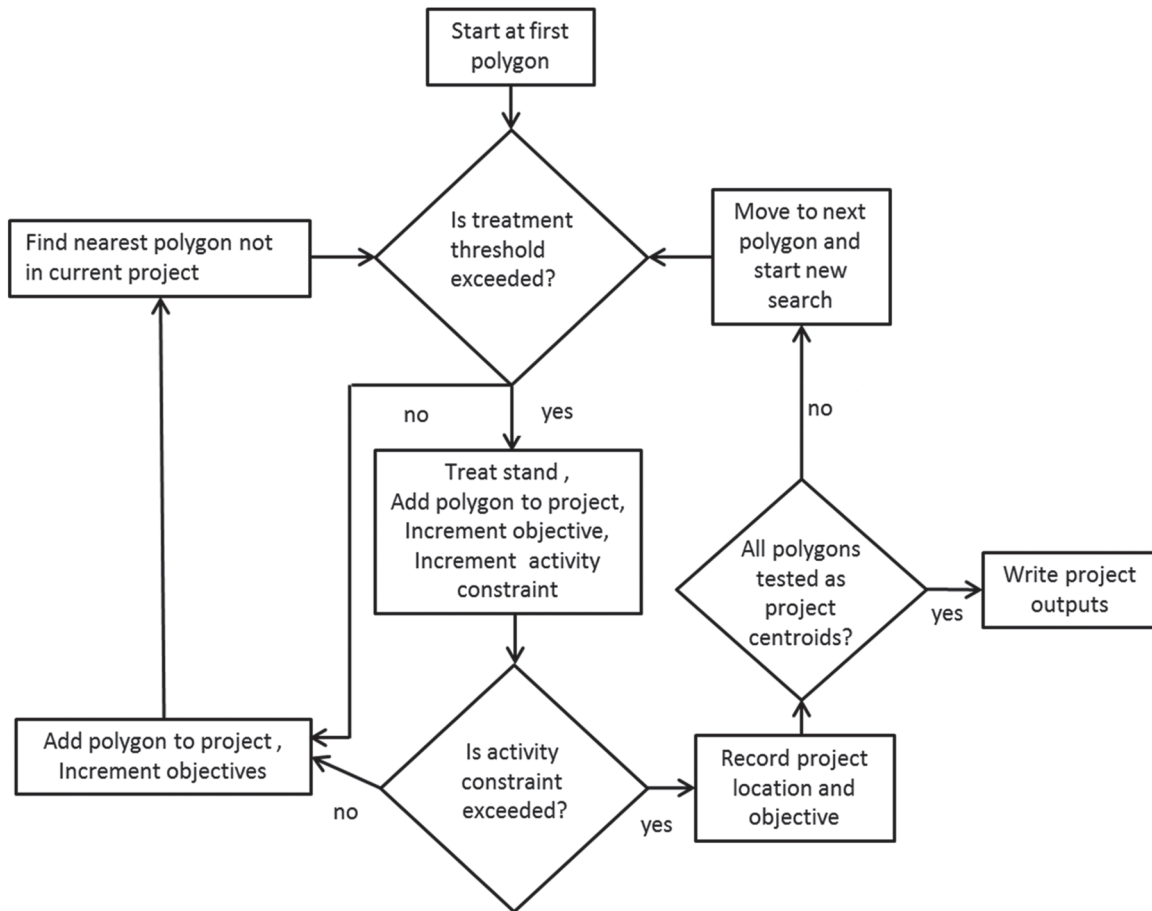 Start at first
polygon
Is treatment
threshold
exceeded?
Find nearest polygon not
in current project
Move to next
polygon and
start new
search
no
yes
no
Treat stand ,
Add polygon to project,
Increment objective,
Increment activity
constraint
All polygons
tested as
project
centroids?
yes
Write project
outputs
Add polygon to project ,
Increment objectives
Is activity
constraint
exceeded?
no
yes
Record project
location and
objective